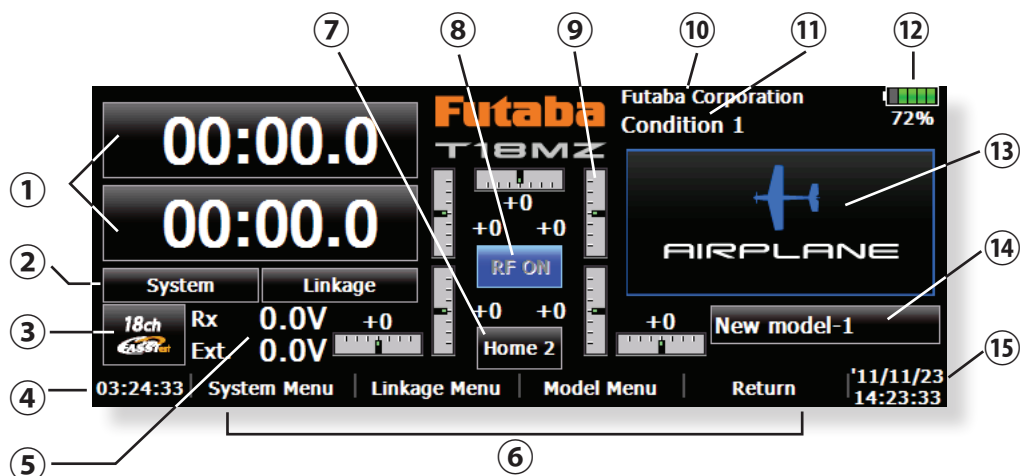 ⑦ ⑧ ⑨ ⑩ ⑪ ⑫
① ② ③ ④ ⑤
00:00.0
00:00.0
System Linkage
18ch
FASSTest
Rx 0.0V
Ext. 0.0V
+0
Futaba
T18MZ
+0
+0 +0
RF ON
+0 +0
Home 2
+0
Futaba Corporation
Condition 1
72%
AIRPLANE
New model-1
03:24:33 System Menu Linkage Menu Model Menu Return '11/11/23
14:23:33
⑬ ⑭ ⑮
⑥